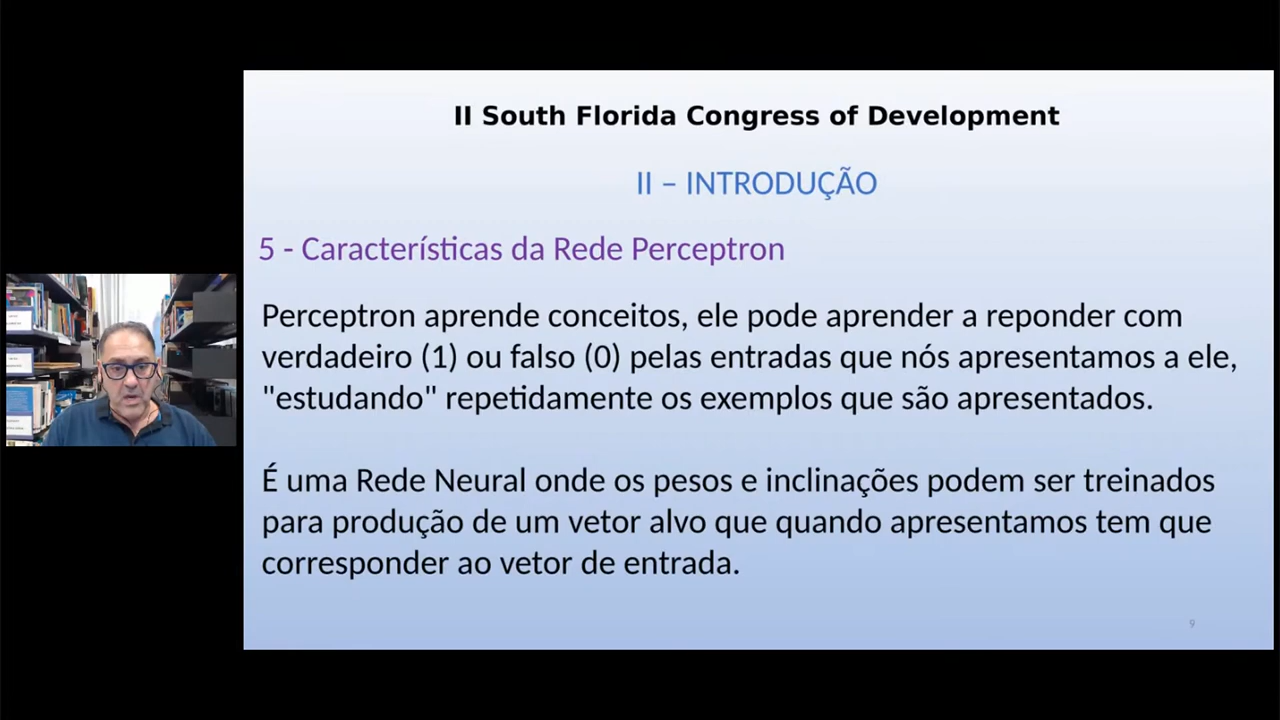 II South Florida Congress of Development
II – INTRODUÇÃO
5 - Características da Rede Perceptron
Perceptron aprende conceitos, ele pode aprender a reponder com
verdadeiro (1) ou falso (0) pelas entradas que nós apresentamos a ele,
"estudando" repetidamente os exemplos que são apresentados.
É uma Rede Neural onde os pesos e inclinações podem ser treinados
para produção de um vetor alvo que quando apresentamos tem que
corresponder ao vetor de entrada.
9